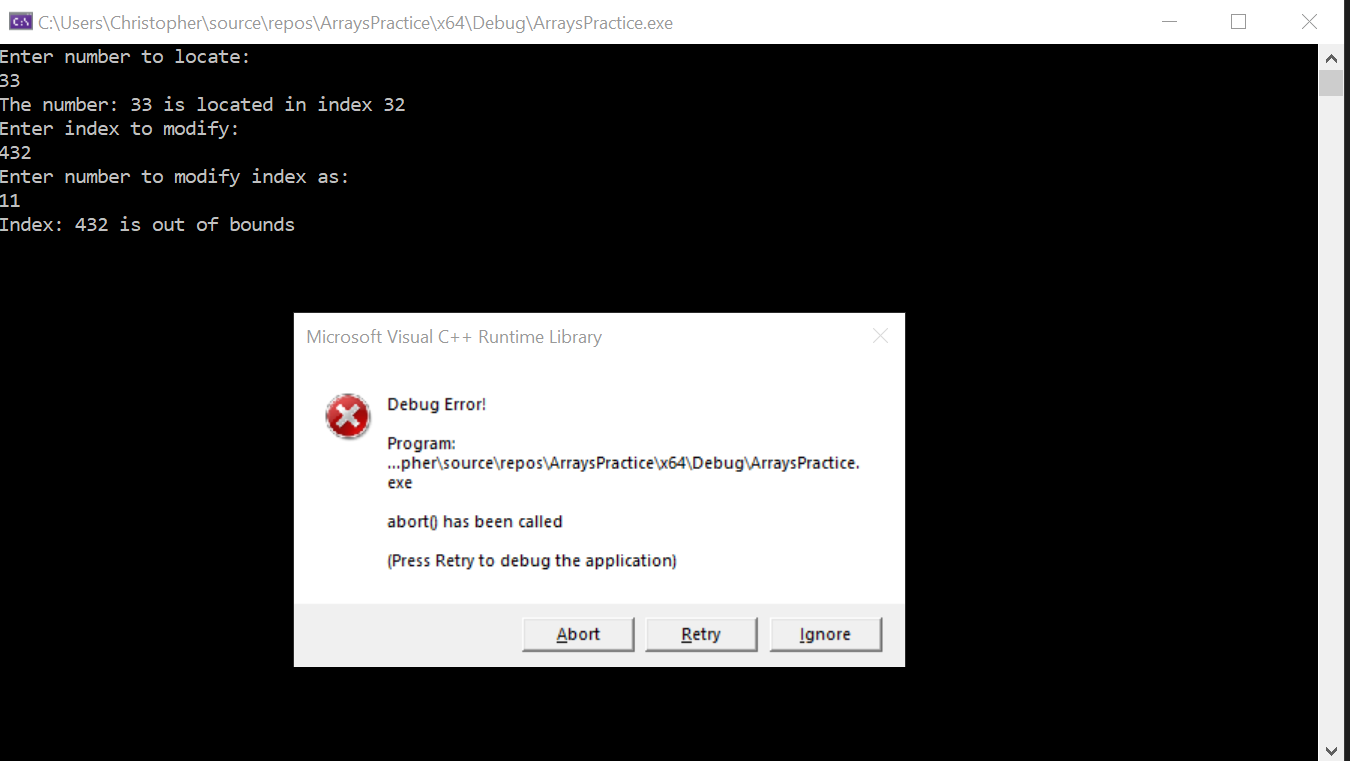 C:\Users\Christopher\source\repos\ArraysPractice\x64\Debug\ArraysPractice.exe
Enter number to locate:
33
The number: 33 is located in index 32
Enter index to modify:
432
Enter number to modify index as:
11
Index: 432 is out of bounds
Microsoft Visual C++ Runtime Library
Debug Error!
Program:
...pher\source\repos\ArraysPractice\x64\Debug\ArraysPractice.
exe
abort() has been called
(Press Retry to debug the application)
Abort Retry Ignore